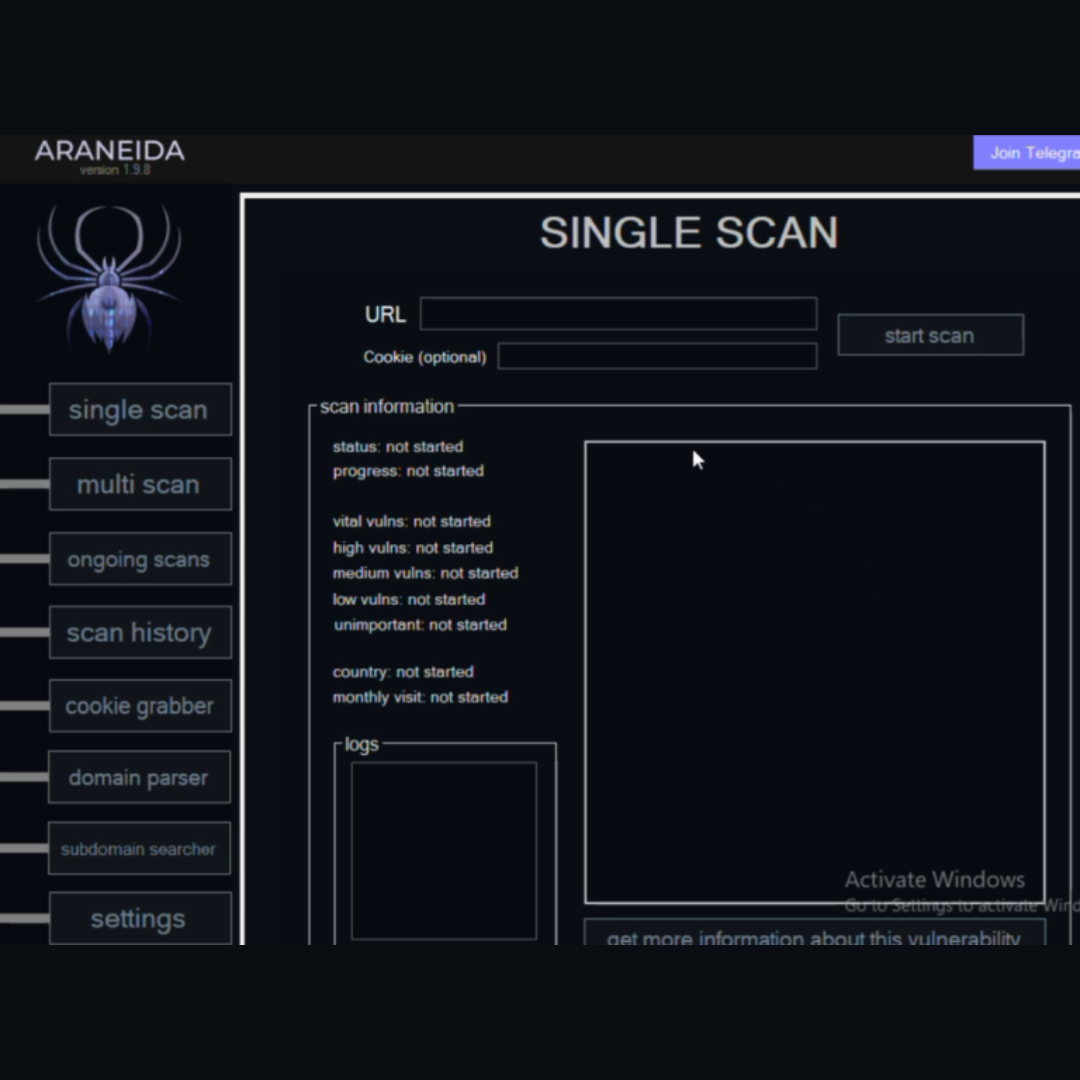 ARANEIDA
version 1.9.8
Join Telegra
SINGLE SCAN
URL
start scan
Cookie (optional)
single scan
multi scan
ongoing scans
scan history
cookie grabber
domain parser
subdomain searcher
settings
scan information
status: not started
progress: not started
vital vulns: not started
high vulns: not started
medium vulns: not started
low vulns: not started
unimportant: not started
country: not started
monthly visit: not started
logs
Activate Windows
Go to Settings to activate Wind
get more information about this vulnerability